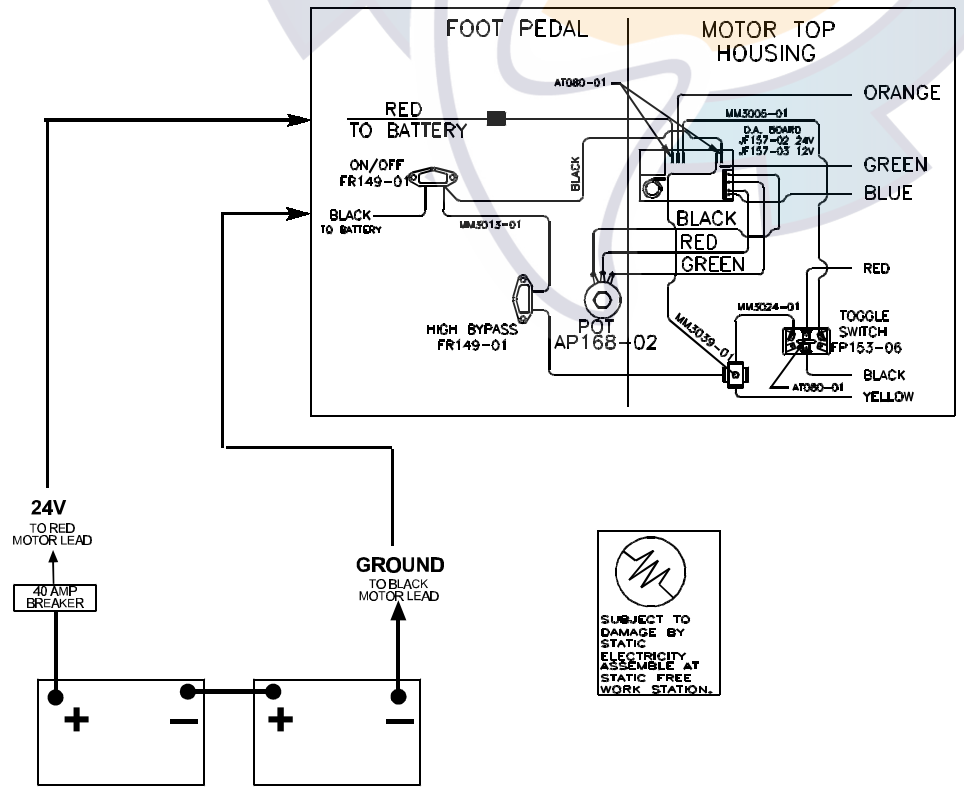 FOOT PEDAL
MOTOR TOP
HOUSING
AT080-01
ORANGE
RED
TO BATTERY
MM3005-01
D.A. BOARD
JF157-02 24V
JF157-03 12V
ON/OFF
FR149-01
BLACK
GREEN
BLUE
BLACK
TO BATTERY
MM3013-01
BLACK
RED
GREEN
RED
MM3024-01
HIGH BYPASS
FR149-01
POT
AP168-02
MM3039-01
TOGGLE
SWITCH
FP153-06
BLACK
AT080-01
YELLOW
24V
TO RED
MOTOR LEAD
40 AMP
BREAKER
GROUND
TO BLACK
MOTOR LEAD
SUBJECT TO
DAMAGE BY
STATIC
ELECTRICITY
ASSEMBLE AT
STATIC FREE
WORK STATION.
+
−
+
−